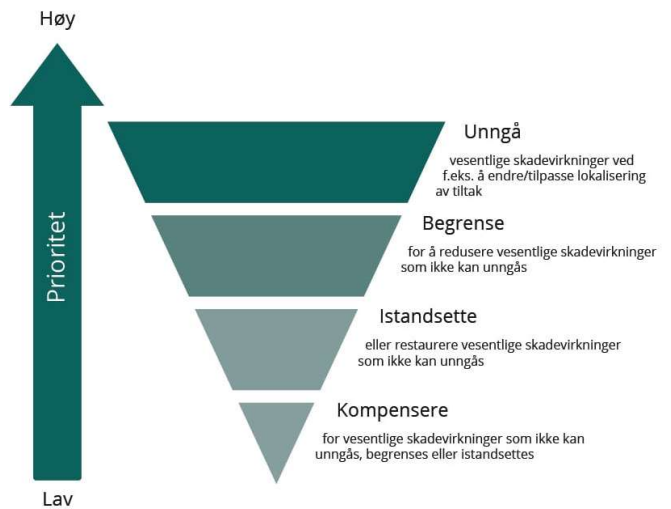 Høy
Prioritet
Unngå
vesentlige skadevirkninger ved
f.eks. å endre/tilpasse lokalisering
av tiltak
Begrense
for å redusere vesentlige skadevirkninger
som ikke kan unngås
Istandsette
eller restaurere vesentlige skadevirkninger
som ikke kan unngås
Kompensere
for vesentlige skadevirkninger som ikke kan
unngås, begrenses eller istandsettes
Lav